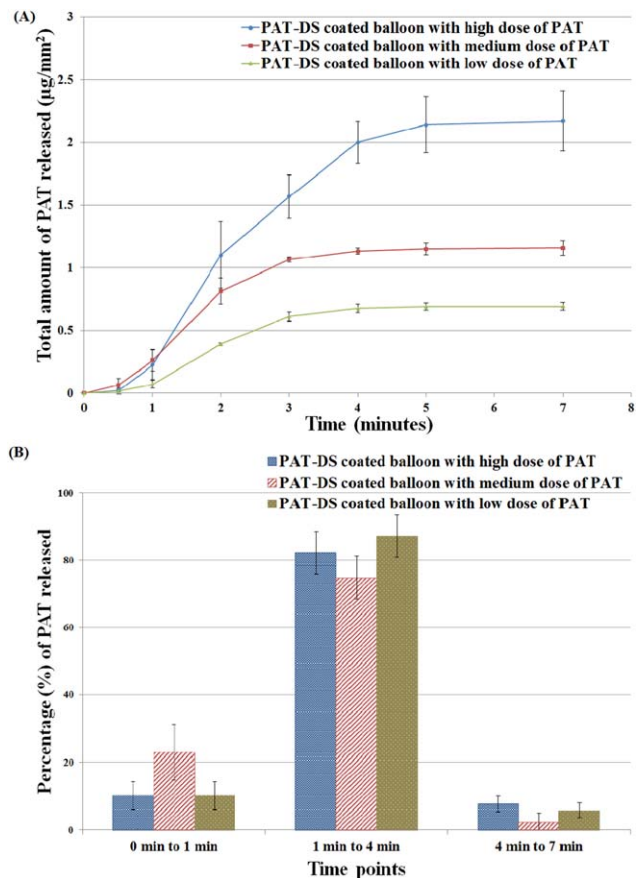 (A)
PAT-DS coated balloon with high dose of PAT
PAT-DS coated balloon with medium dose of PAT
PAT-DS coated balloon with low dose of PAT
Total amount of PAT released (µg/mm²)
3
2.5
2
1.5
1
0.5
0
0 1 2 3 4 5 6 7 8
Time (minutes)
(B)
PAT-DS coated balloon with high dose of PAT
PAT-DS coated balloon with medium dose of PAT
PAT-DS coated balloon with low dose of PAT
Percentage (%) of PAT released
100
80
60
40
20
0
0 min to 1 min 1 min to 4 min 4 min to 7 min
Time points